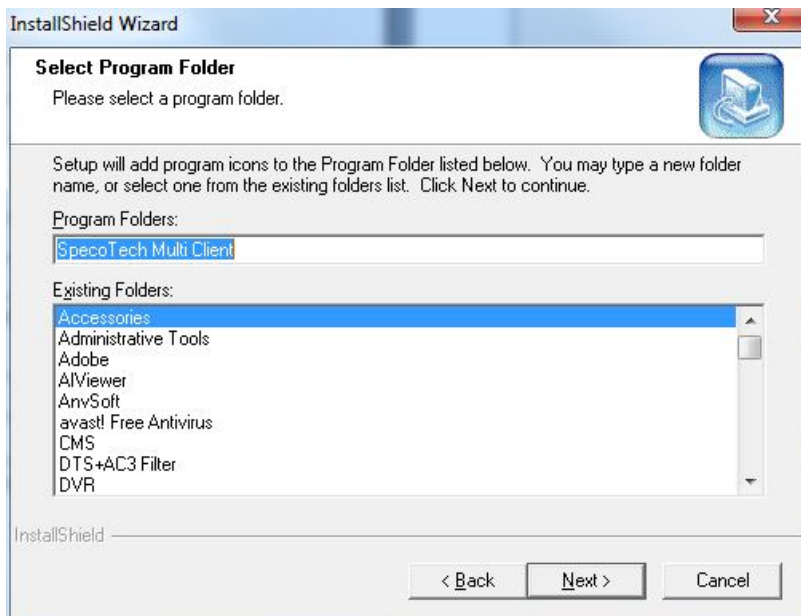 InstallShield Wizard
Select Program Folder
Please select a program folder.
Setup will add program icons to the Program Folder listed below. You may type a new folder
name, or select one from the existing folders list. Click Next to continue.
Program Folders:
SpecoTech Multi Client
Existing Folders:
Accessories
Administrative Tools
Adobe
AIViewer
AnvSoft
avast! Free Antivirus
CMS
DTS+AC3 Filter
DVR
InstallShield
< Back
Next >
Cancel